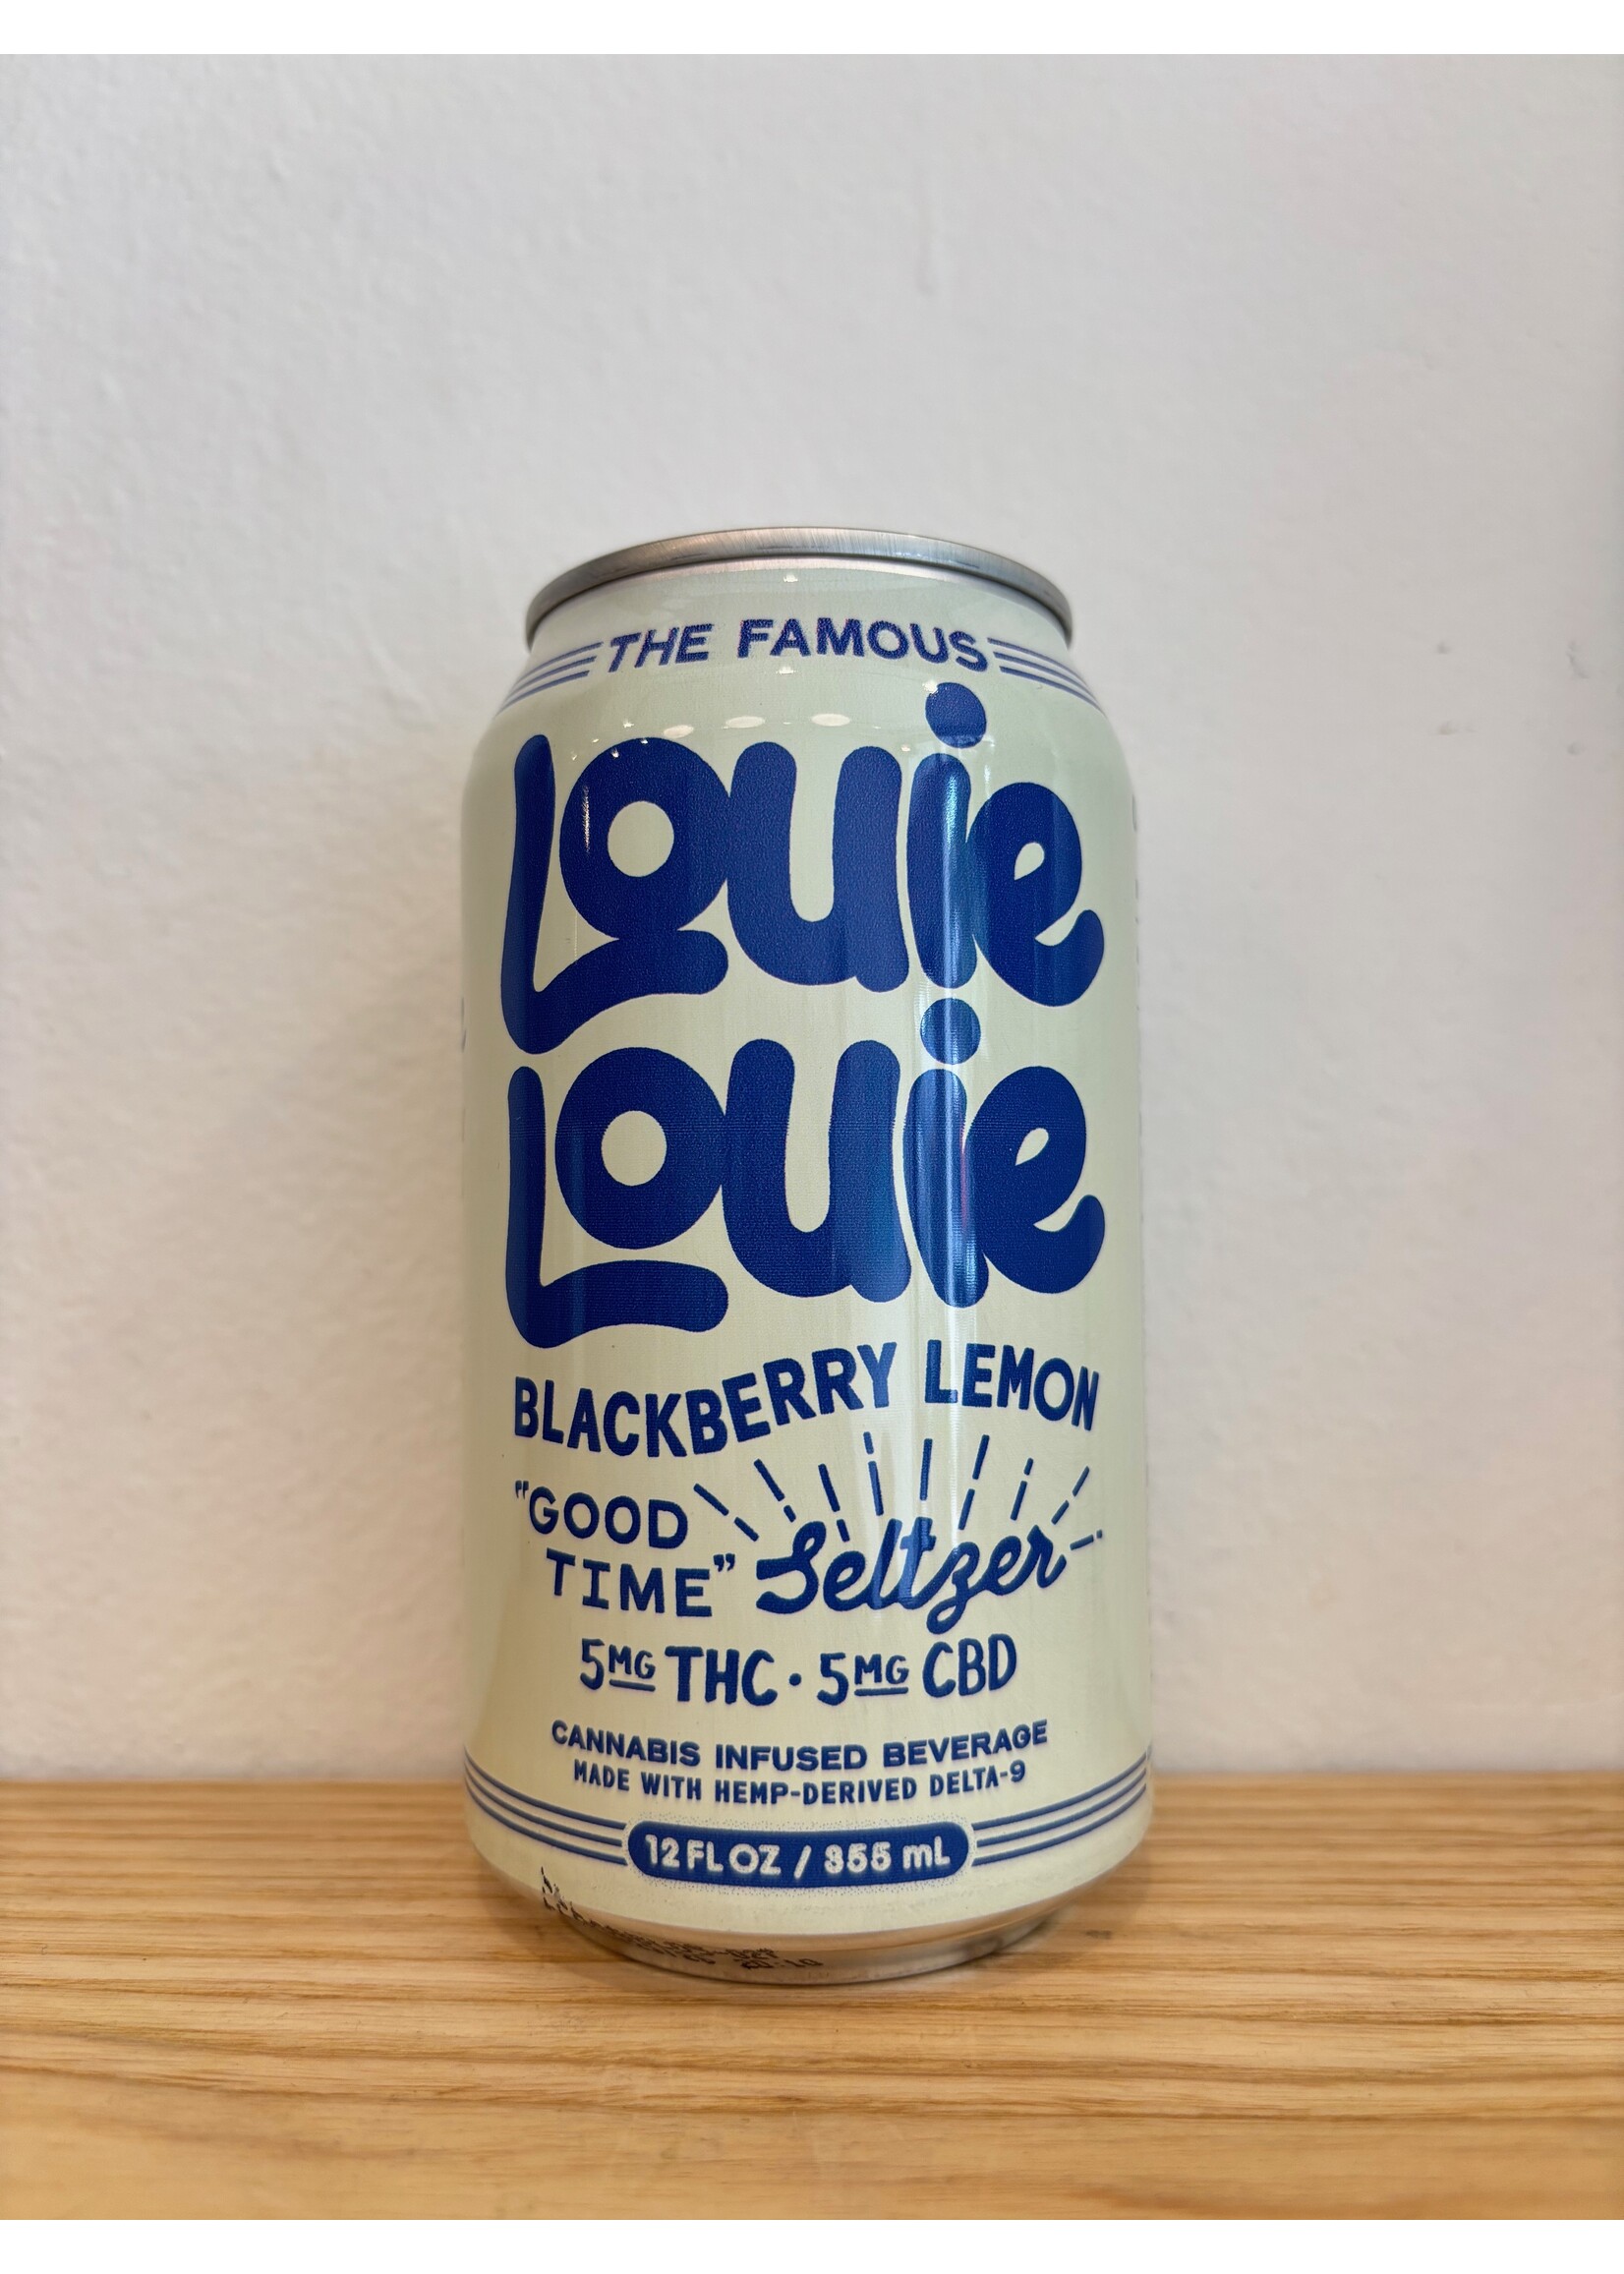 THE FAMOUS
Louie
Louie
BLACKBERRY LEMON
"GOOD
TIME" Seltzer
5MG THC · 5MG CBD
CANNABIS INFUSED BEVERAGE
MADE WITH HEMP-DERIVED DELTA-9
12 FL OZ / 355 mL